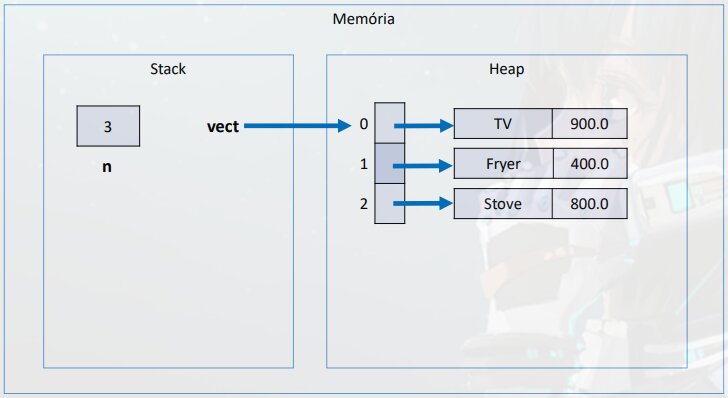 Memória
Stack
Heap
3
n
vect
0
TV 900.0
1
Fryer 400.0
2
Stove 800.0